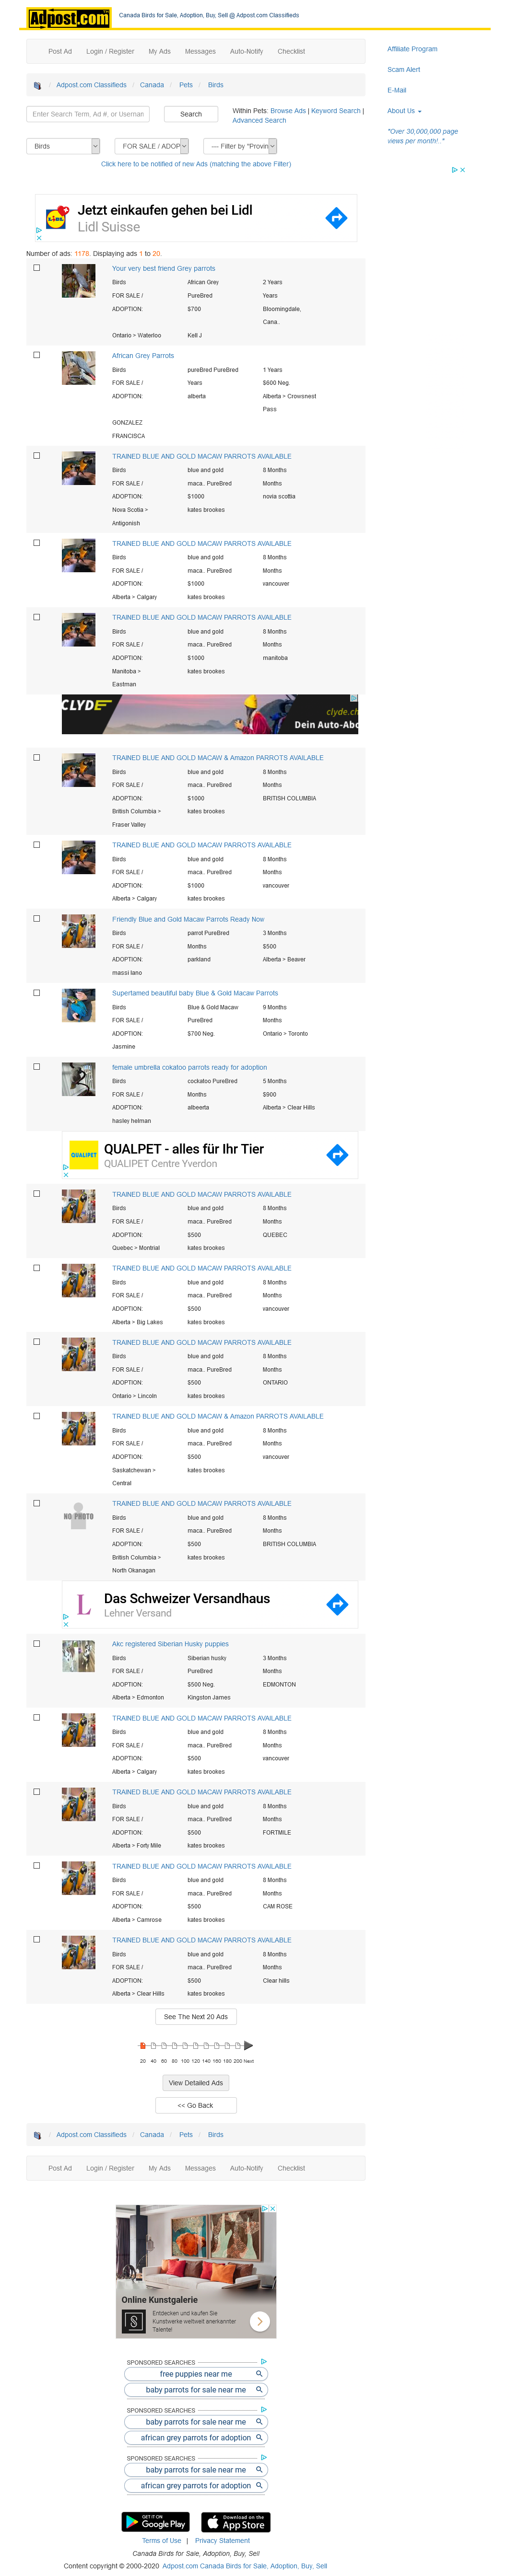 Adpost.com
Canada Birds for Sale, Adoption, Buy, Sell @ Adpost.com Classifieds
Post Ad Login / Register My Ads Messages Auto-Notify Checklist
Affiliate Program
Scam Alert
E-Mail
About Us
"Over 30,000,000 page
views per month!.."
/ Adpost.com Classifieds / Canada / Pets / Birds
Enter Search Term, Ad #, or Usernam
Search
Within Pets: Browse Ads | Keyword Search |
Advanced Search
Birds
FOR SALE / ADOP
--- Filter by "Provin
Click here to be notified of new Ads (matching the above Filter)
Jetzt einkaufen gehen bei Lidl
Lidl Suisse
Number of ads: 1178. Displaying ads 1 to 20.
Your very best friend Grey parrots
Birds African Grey 2 Years
FOR SALE / PureBred Years
ADOPTION: $700 Bloomingdale,
Cana..
Ontario > Waterloo Kell J
African Grey Parrots
Birds pureBred PureBred 1 Years
FOR SALE / Years $600 Neg.
ADOPTION: alberta Alberta > Crowsnest
Pass
GONZALEZ
FRANCISCA
TRAINED BLUE AND GOLD MACAW PARROTS AVAILABLE
Birds blue and gold 8 Months
FOR SALE / maca.. PureBred Months
ADOPTION: $1000 novia scottia
Nova Scotia > kates brookes
Antigonish
TRAINED BLUE AND GOLD MACAW PARROTS AVAILABLE
Birds blue and gold 8 Months
FOR SALE / maca.. PureBred Months
ADOPTION: $1000 vancouver
Alberta > Calgary kates brookes
TRAINED BLUE AND GOLD MACAW PARROTS AVAILABLE
Birds blue and gold 8 Months
FOR SALE / maca.. PureBred Months
ADOPTION: $1000 manitoba
Manitoba > kates brookes
Eastman
CLYDE
clyde.ch
Dein Auto-Abo
TRAINED BLUE AND GOLD MACAW & Amazon PARROTS AVAILABLE
Birds blue and gold 8 Months
FOR SALE / maca.. PureBred Months
ADOPTION: $1000 BRITISH COLUMBIA
British Columbia > kates brookes
Fraser Valley
TRAINED BLUE AND GOLD MACAW PARROTS AVAILABLE
Birds blue and gold 8 Months
FOR SALE / maca.. PureBred Months
ADOPTION: $1000 vancouver
Alberta > Calgary kates brookes
Friendly Blue and Gold Macaw Parrots Ready Now
Birds parrot PureBred 3 Months
FOR SALE / Months $500
ADOPTION: parkland Alberta > Beaver
massi lano
Supertamed beautiful baby Blue & Gold Macaw Parrots
Birds Blue & Gold Macaw 9 Months
FOR SALE / PureBred Months
ADOPTION: $700 Neg. Ontario > Toronto
Jasmine
female umbrella cokatoo parrots ready for adoption
Birds cockatoo PureBred 5 Months
FOR SALE / Months $900
ADOPTION: albeerta Alberta > Clear Hills
hasley helman
QUALIPET
QUALPET - alles für Ihr Tier
QUALIPET Centre Yverdon
TRAINED BLUE AND GOLD MACAW PARROTS AVAILABLE
Birds blue and gold 8 Months
FOR SALE / maca.. PureBred Months
ADOPTION: $500 QUEBEC
Quebec > Montrial kates brookes
TRAINED BLUE AND GOLD MACAW PARROTS AVAILABLE
Birds blue and gold 8 Months
FOR SALE / maca.. PureBred Months
ADOPTION: $500 vancouver
Alberta > Big Lakes kates brookes
TRAINED BLUE AND GOLD MACAW PARROTS AVAILABLE
Birds blue and gold 8 Months
FOR SALE / maca.. PureBred Months
ADOPTION: $500 ONTARIO
Ontario > Lincoln kates brookes
TRAINED BLUE AND GOLD MACAW & Amazon PARROTS AVAILABLE
Birds blue and gold 8 Months
FOR SALE / maca.. PureBred Months
ADOPTION: $500 vancouver
Saskatchewan > kates brookes
Central
TRAINED BLUE AND GOLD MACAW PARROTS AVAILABLE
NO PHOTO
Birds blue and gold 8 Months
FOR SALE / maca.. PureBred Months
ADOPTION: $500 BRITISH COLUMBIA
British Columbia > kates brookes
North Okanagan
L
Das Schweizer Versandhaus
Lehner Versand
Akc registered Siberian Husky puppies
Birds Siberian husky 3 Months
FOR SALE / PureBred Months
ADOPTION: $500 Neg. EDMONTON
Alberta > Edmonton Kingston James
TRAINED BLUE AND GOLD MACAW PARROTS AVAILABLE
Birds blue and gold 8 Months
FOR SALE / maca.. PureBred Months
ADOPTION: $500 vancouver
Alberta > Calgary kates brookes
TRAINED BLUE AND GOLD MACAW PARROTS AVAILABLE
Birds blue and gold 8 Months
FOR SALE / maca.. PureBred Months
ADOPTION: $500 FORTMILE
Alberta > Forty Mile kates brookes
TRAINED BLUE AND GOLD MACAW PARROTS AVAILABLE
Birds blue and gold 8 Months
FOR SALE / maca.. PureBred Months
ADOPTION: $500 CAM ROSE
Alberta > Camrose kates brookes
TRAINED BLUE AND GOLD MACAW PARROTS AVAILABLE
Birds blue and gold 8 Months
FOR SALE / maca.. PureBred Months
ADOPTION: $500 Clear hills
Alberta > Clear Hills kates brookes
See The Next 20 Ads
20 40 60 80 100 120 140 160 180 200 Next
View Detailed Ads
<< Go Back
/ Adpost.com Classifieds / Canada / Pets / Birds
Post Ad Login / Register My Ads Messages Auto-Notify Checklist
Online Kunstgalerie
Entdecken und kaufen Sie
Kunstwerke weltweit anerkannter
Talente!
SPONSORED SEARCHES
free puppies near me
baby parrots for sale near me
SPONSORED SEARCHES
baby parrots for sale near me
african grey parrots for adoption
SPONSORED SEARCHES
baby parrots for sale near me
african grey parrots for adoption
GET IT ON
Google Play
Download on the
App Store
Terms of Use | Privacy Statement
Canada Birds for Sale, Adoption, Buy, Sell
Content copyright © 2000-2020 Adpost.com Canada Birds for Sale, Adoption, Buy, Sell